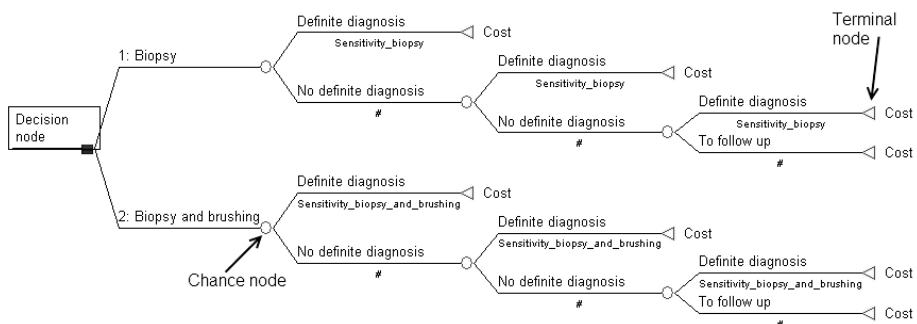 Terminal
node
Definite diagnosis
Cost
Sensitivity_biopsy
1: Biopsy
Definite diagnosis
Cost
Sensitivity_biopsy
No definite diagnosis
#
Definite diagnosis
Cost
Sensitivity_biopsy
No definite diagnosis
#
To follow up
Cost
#
Decision
node
Definite diagnosis
Cost
Sensitivity_biopsy_and_brushing
2: Biopsy and brushing
Definite diagnosis
Cost
Sensitivity_biopsy_and_brushing
No definite diagnosis
#
Chance node
Definite diagnosis
Cost
Sensitivity_biopsy_and_brushing
No definite diagnosis
#
To follow up
Cost
#